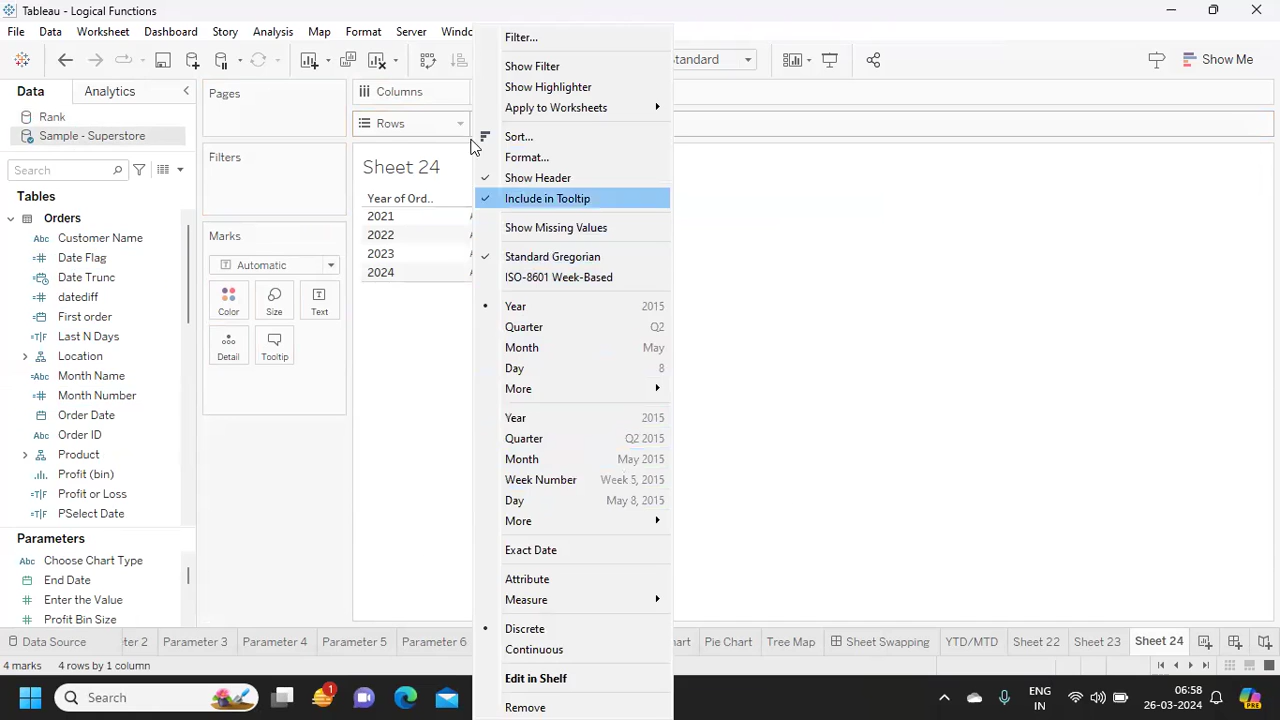 Tableau - Logical Functions
File Data Worksheet Dashboard Story Analysis Map Format Server
Standard
Show Me
Data Analytics
Pages
Columns
Rank
Sample - Superstore
Rows
Search
Filters
Sheet 24
Tables
Year of Ord..
Orders
2021
2022
2023
2024
Marks
Automatic
Color Size Text
Detail Tooltip
Abc Customer Name
Date Flag
Date Trunc
datediff
First order
Last N Days
Location
Abc Month Name
Month Number
Order Date
Order ID
Product
Profit (bin)
Profit or Loss
PSelect Date
Parameters
Abc Choose Chart Type
End Date
Enter the Value
Profit Bin Size
Filter...
Show Filter
Show Highlighter
Apply to Worksheets
Sort...
Format...
Show Header
Include in Tooltip
Show Missing Values
Standard Gregorian
ISO-8601 Week-Based
Year 2015
Quarter Q2
Month May
Day 8
More
Year 2015
Quarter Q2 2015
Month May 2015
Week Number Week 5, 2015
Day May 8, 2015
More
Exact Date
Attribute
Measure
Discrete
Continuous
Edit in Shelf
Remove
Data Source
Parameter 3 Parameter 4 Parameter 5 Parameter 6
Pie Chart Tree Map Sheet Swapping YTD/MTD Sheet 22 Sheet 23 Sheet 24
4 marks 4 rows by 1 column
Search
1
ENG
IN
06:58
26-03-2024
PRE